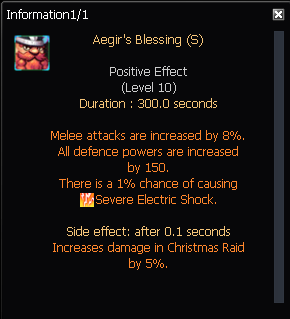 Information1/1
Aegir's Blessing (S)
Positive Effect
(Level 10)
Duration : 300.0 seconds
Melee attacks are increased by 8%.
All defence powers are increased
by 150.
There is a 1% chance of causing
Severe Electric Shock.
Side effect: after 0.1 seconds
Increases damage in Christmas Raid
by 5%.